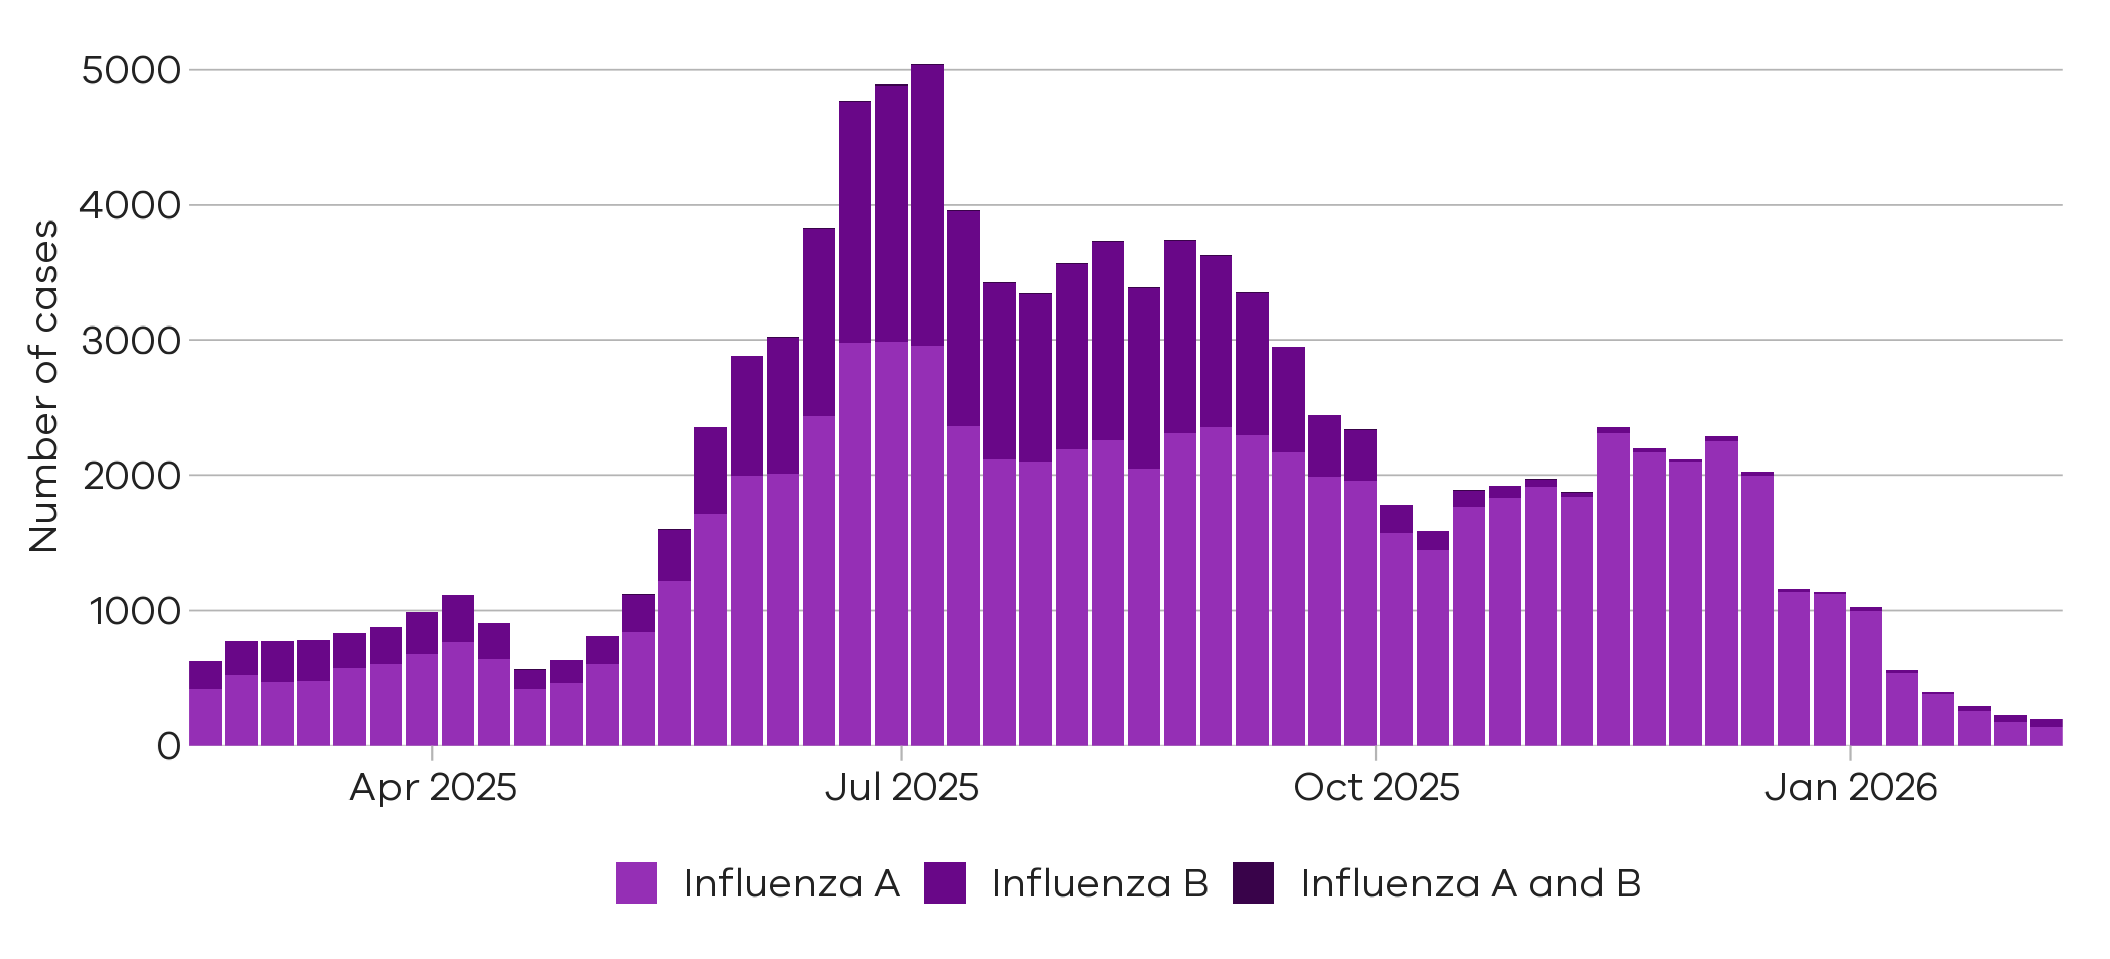 Number of cases
5000
4000
3000
2000
1000
0
Apr 2025 Jul 2025 Oct 2025 Jan 2026
Influenza A Influenza B Influenza A and B